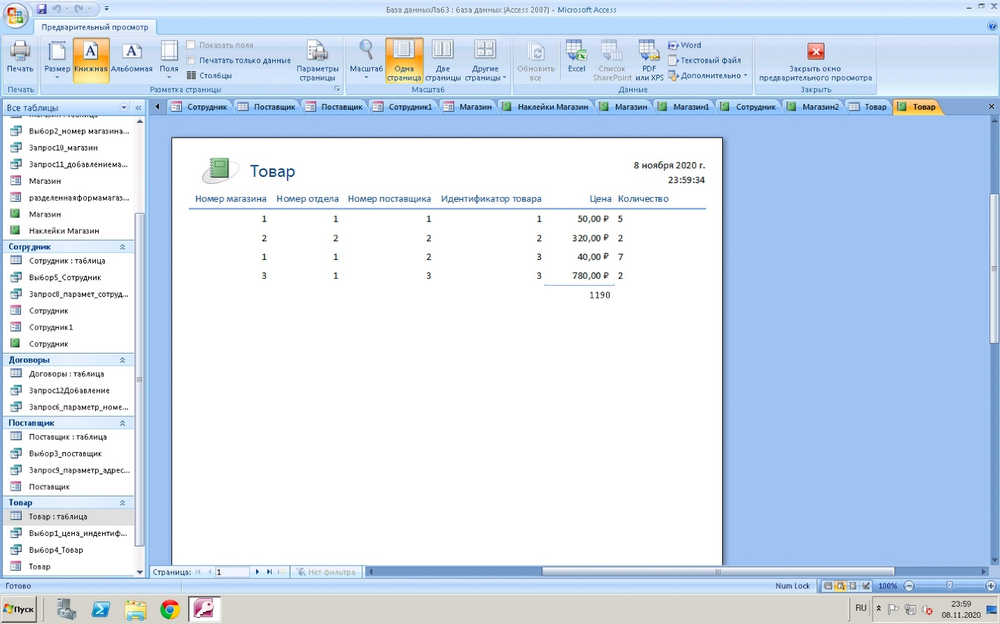 База данныхЛаб3 : база данных (Access 2007) - Microsoft Access
Предварительный просмотр
Печать
Размер
Книжная
Альбомная
Поля
Показать поля
Печатать только данные
Столбцы
Параметры страницы
Масштаб
Одна страница
Две страницы
Другие страницы
Обновить все
Excel
Список SharePoint
PDF или XPS
Word
Текстовый файл
Дополнительно
Закрыть окно предварительного просмотра
Печать
Разметка страницы
Масштаб
Данные
Закрыть
Все таблицы
Сотрудник
Поставщик
Поставщик
Сотрудник1
Магазин
Наклейки Магазин
Магазин
Магазин1
Сотрудник
Магазин2
Товар
Товар
Магазин : таблица
Выбор2_номер магазина...
Запрос10_магазин
Запрос11_добавлениема...
Магазин
разделеннаяформамагаз...
Магазин
Наклейки Магазин
Сотрудник
Сотрудник : таблица
Выбор5_Сотрудник
Запрос8_парамет_сотруд...
Сотрудник
Сотрудник1
Сотрудник
Договоры
Договоры : таблица
Запрос12Добавление
Запрос6_параметр_номе...
Поставщик
Поставщик : таблица
Выбор3_поставщик
Запрос9_параметр_адрес...
Поставщик
Товар
Товар : таблица
Выбор1_цена_индентиф...
Выбор4_Товар
Товар
Товар
8 ноября 2020 г.
23:59:34
Номер магазина Номер отдела Номер поставщика Идентификатор товара Цена Количество
1 1 1 1 50,00 ₽ 5
2 2 2 2 320,00 ₽ 2
1 1 2 3 40,00 ₽ 7
3 1 3 3 780,00 ₽ 2
1190
Страница: 1 Нет фильтра
Готово
Num Lock
100%
Пуск
RU
23:59
08.11.2020